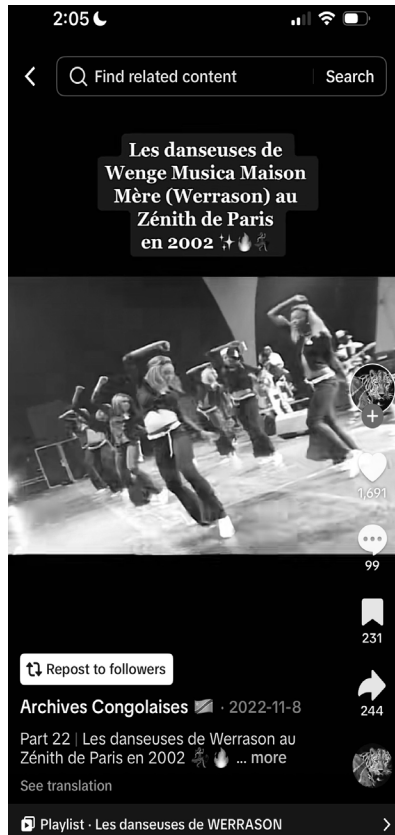 2:05
Find related content
Search
Les danseuses de
Wenge Musica Maison
Mère (Werrason) au
Zénith de Paris
en 2002 ✨🔥💃
1,691
99
231
244
Repost to followers
Archives Congolaises 🇨🇩 · 2022-11-8
Part 22 | Les danseuses de Werrason au
Zénith de Paris en 2002 💃🔥 ... more
See translation
Playlist · Les danseuses de WERRASON